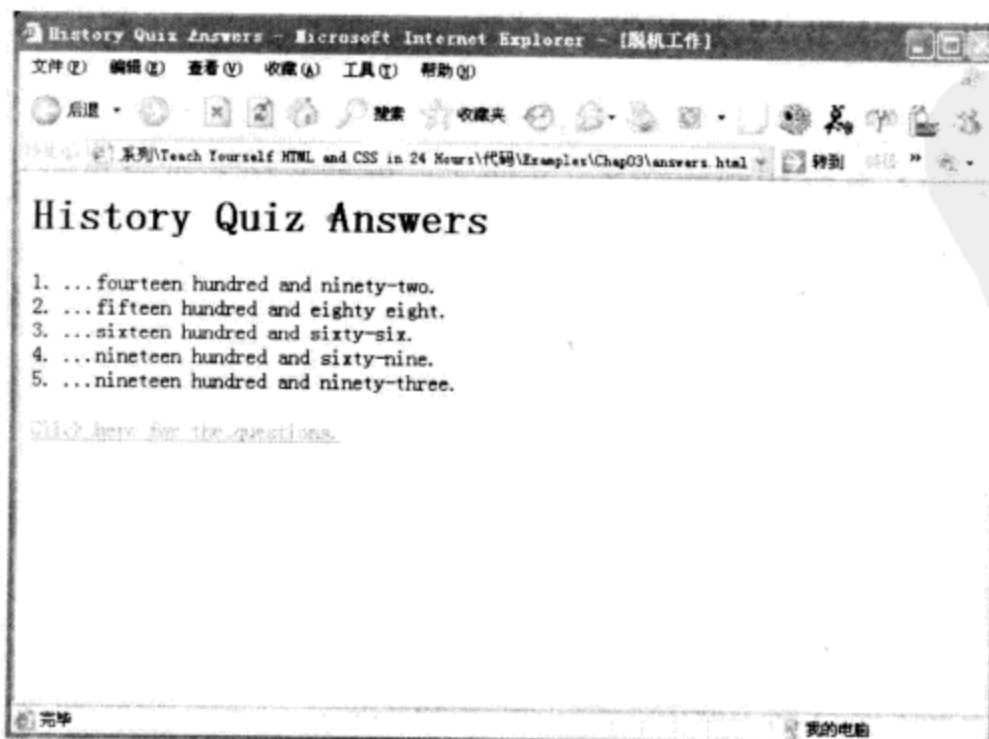 History Quiz Answers - Microsoft Internet Explorer - [脱机工作]
文件(F) 编辑(E) 查看(V) 收藏(A) 工具(T) 帮助(H)
后退 搜索 收藏夹
系列\Teach Yourself HTML and CSS in 24 Hours\代码\Examples\Chap03\answers.html 转到 »
History Quiz Answers
1. ...fourteen hundred and ninety-two.
2. ...fifteen hundred and eighty eight.
3. ...sixteen hundred and sixty-six.
4. ...nineteen hundred and sixty-nine.
5. ...nineteen hundred and ninety-three.
Click here for the questions.
完毕 我的电脑